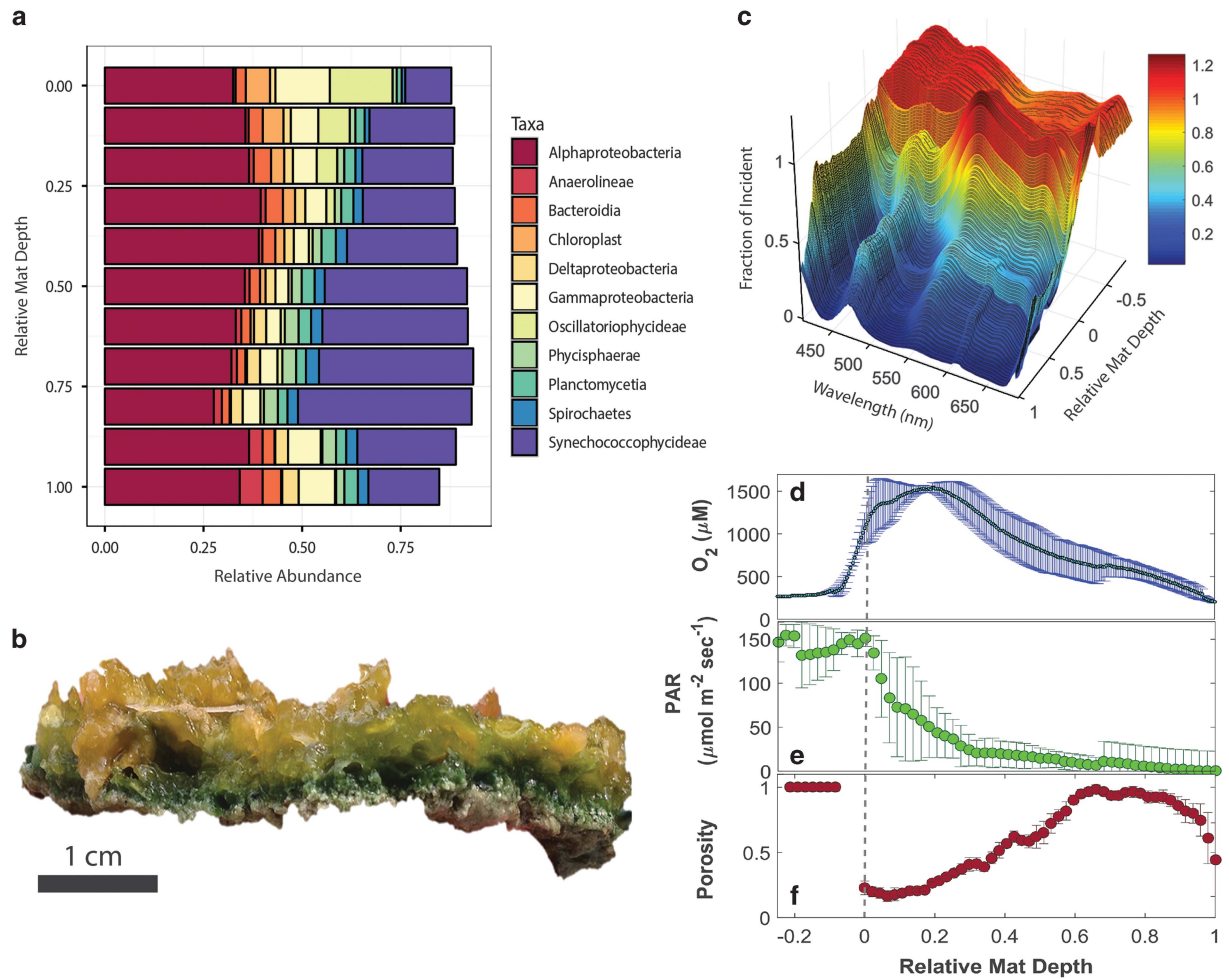 a
0.00
0.25
0.50
0.75
1.00
Relative Mat Depth
0.00
0.25
0.50
0.75
Relative Abundance
Taxa
Alphaproteobacteria
Anaerolineae
Bacteroidia
Chloroplast
Deltaproteobacteria
Gammaproteobacteria
Oscillatoriophycideae
Phycisphaerae
Planctomycetia
Spirochaetes
Synechococcophycideae
b
1 cm
c
Fraction of Incident
1
0.5
0
450
500
550
600
650
Wavelength (nm)
-0.5
0
0.5
1
Relative Mat Depth
1.2
1
0.8
0.6
0.4
0.2
d
O2 (μM)
1500
1000
500
0
e
PAR
(μmol m-2 sec-1)
150
100
50
0
f
Porosity
1
0.5
0
-0.2
0
0.2
0.4
0.6
0.8
1
Relative Mat Depth